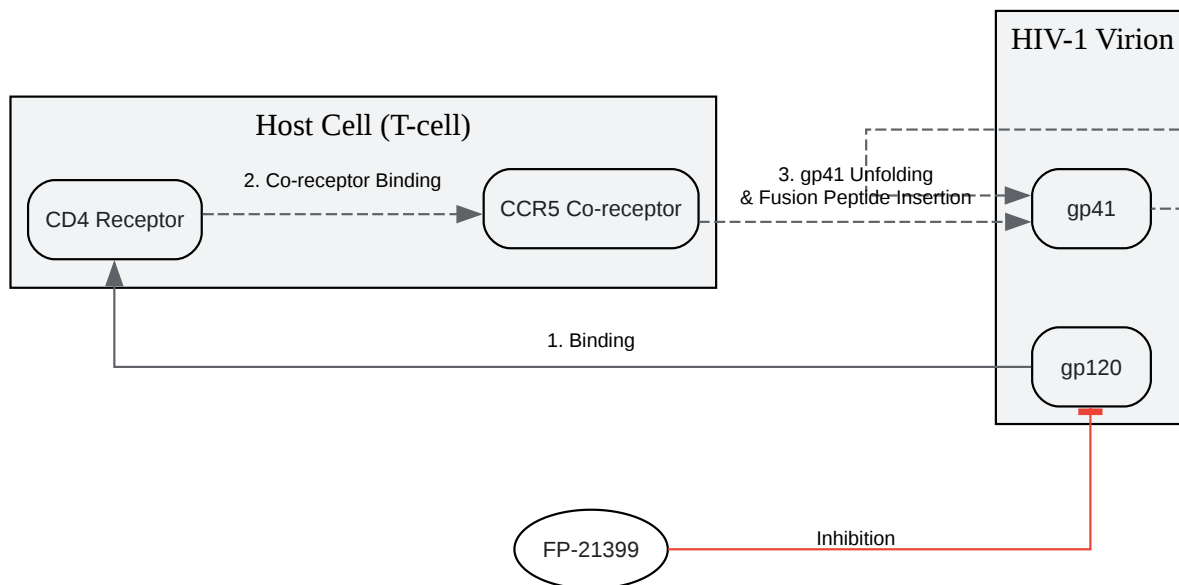 HIV-1 Virion
Host Cell (T-cell)
2. Co-receptor Binding
CD4 Receptor
CCR5 Co-receptor
3. gp41 Unfolding
& Fusion Peptide Insertion
gp41
1. Binding
gp120
FP-21399
Inhibition